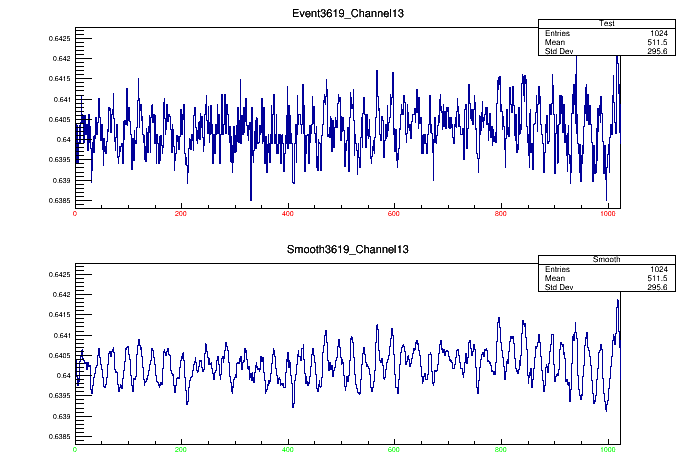 Event3619_Channel13
Test
Entries 1024
Mean 511.5
Std Dev 295.6
0.6425
0.642
0.6415
0.641
0.6405
0.64
0.6395
0.639
0.6385
0 200 400 600 800 1000
Smooth3619_Channel13
Smooth
Entries 1024
Mean 511.5
Std Dev 295.6
0.6425
0.642
0.6415
0.641
0.6405
0.64
0.6395
0.639
0.6385
0 200 400 600 800 1000